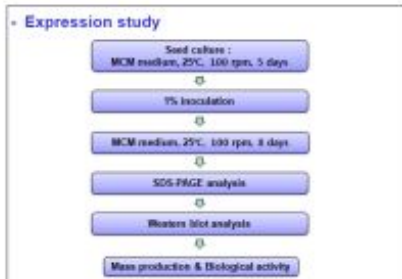 • Expression study
Seed culture :
MCM medium, 25℃, 100 rpm, 5 days
1% inoculation
MCM medium, 25℃, 100 rpm, 8 days
SDS-PAGE analysis
Western blot analysis
Mass production & Biological activity